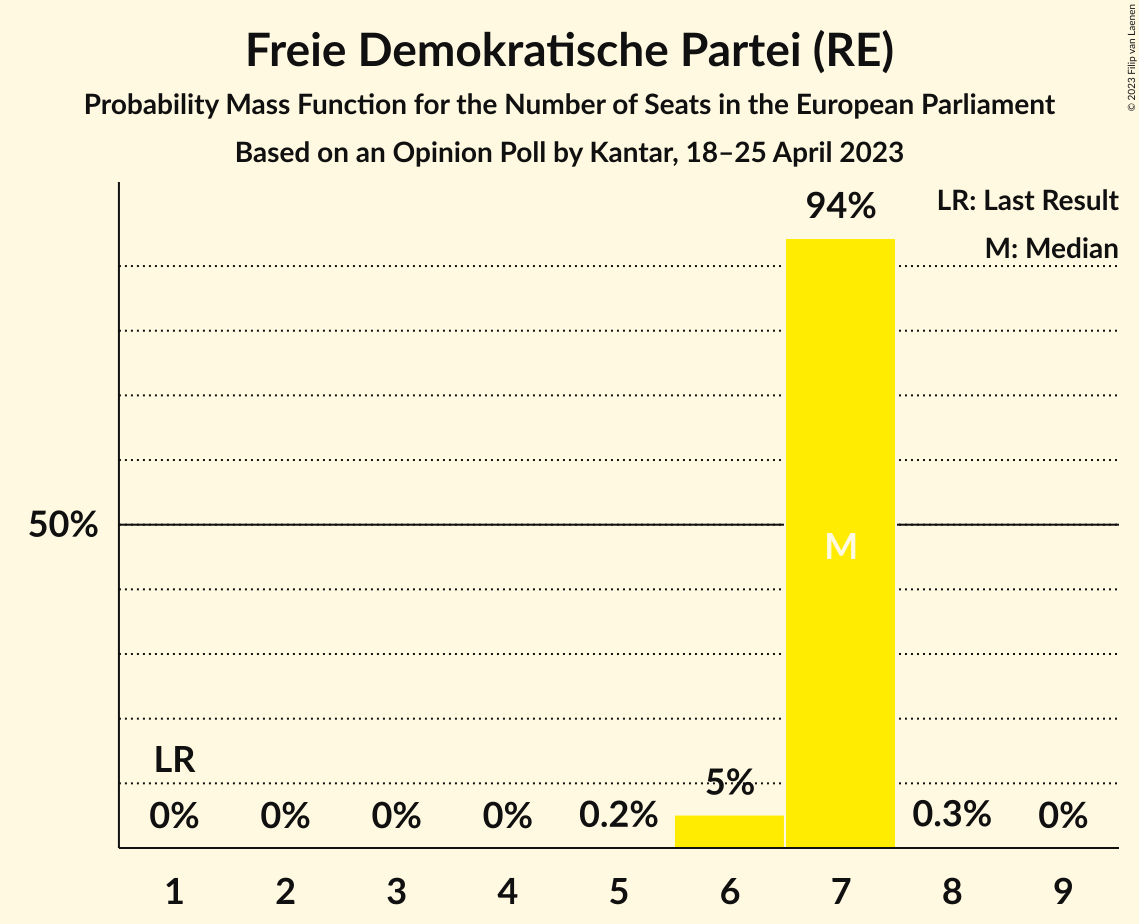 Freie Demokratische Partei (RE)
Probability Mass Function for the Number of Seats in the European Parliament
Based on an Opinion Poll by Kantar, 18–25 April 2023
© 2023 Filip van Laenen
LR: Last Result
M: Median
94%
50%
M
LR
0%
0%
0%
0%
0.2%
5%
0.3%
0%
1
2
3
4
5
6
7
8
9